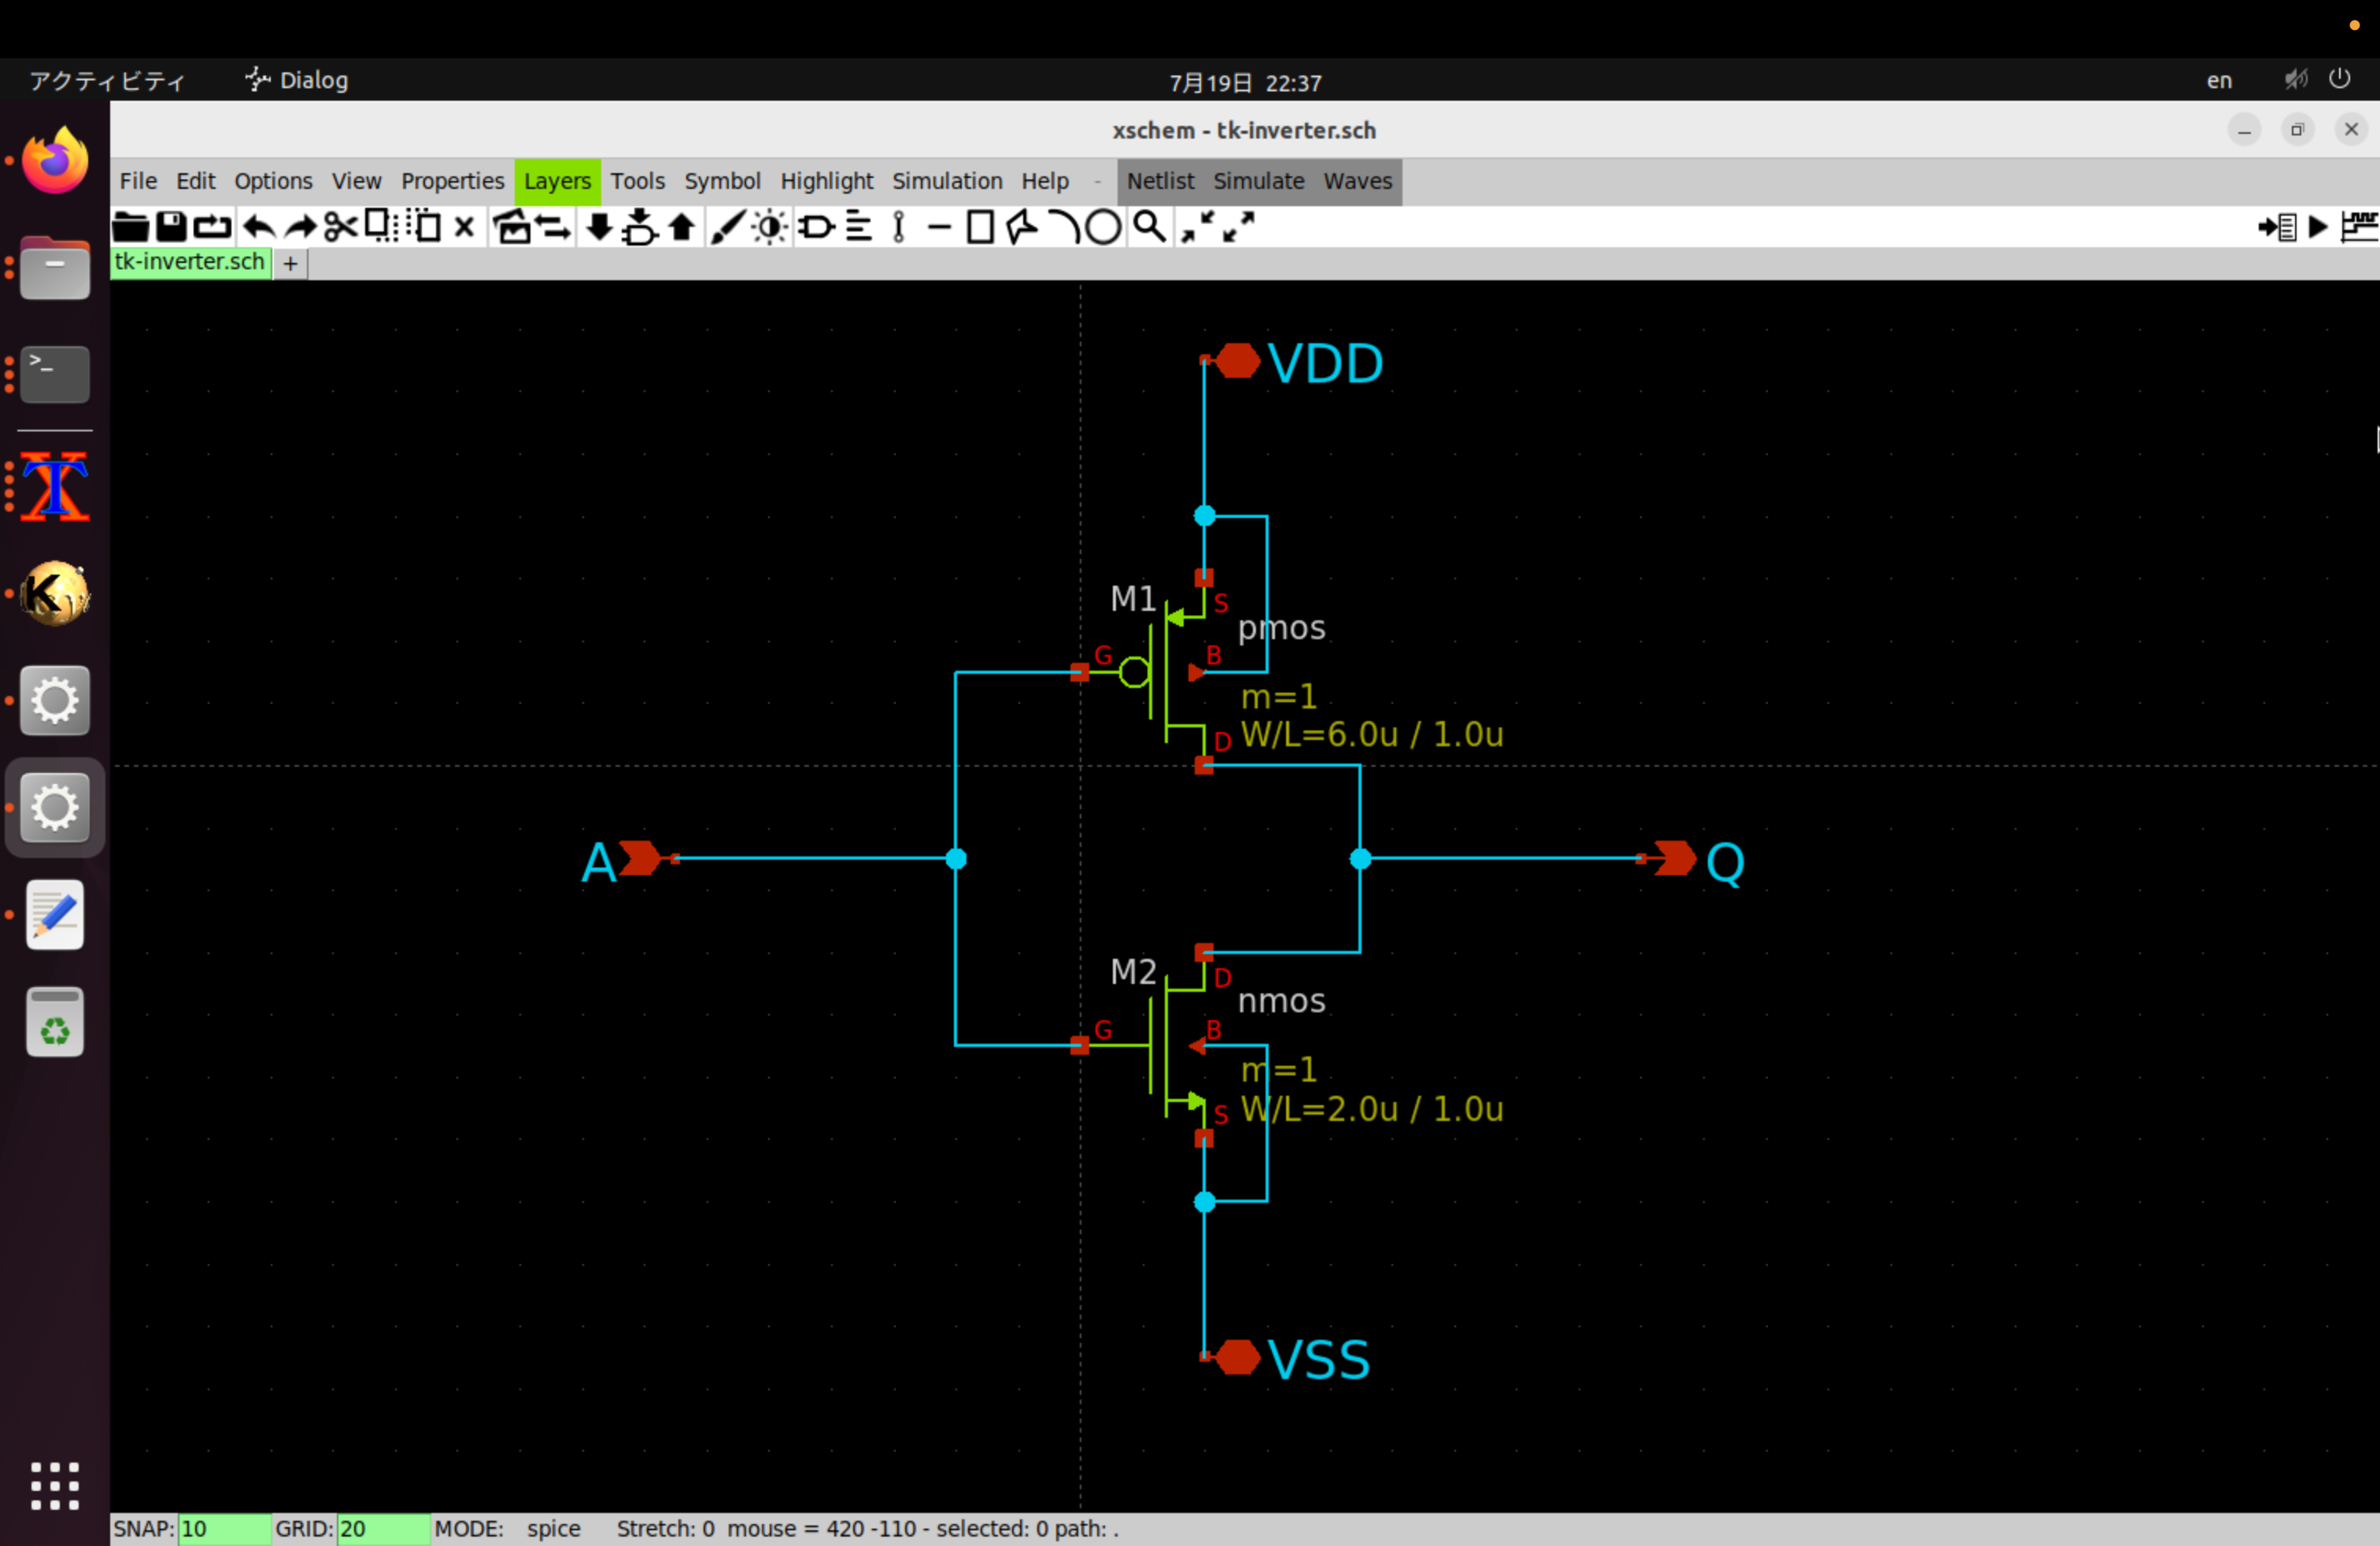 アクティビティ Dialog 7月19日 22:37 en
xschem - tk-inverter.sch
File Edit Options View Properties Layers Tools Symbol Highlight Simulation Help - Netlist Simulate Waves
tk-inverter.sch +
VDD
M1
S
pmos
G
B
m=1
W/L=6.0u / 1.0u
D
A
Q
M2
D
nmos
G
B
m=1
W/L=2.0u / 1.0u
S
VSS
SNAP: 10 GRID: 20 MODE: spice Stretch: 0 mouse = 420 -110 - selected: 0 path: .